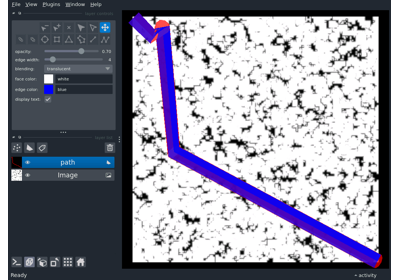 File View Plugins Window Help
opacity: 0.70
edge width:
blending: translucent
face color: white
edge color: blue
display text: ✓
path
Image
Ready
activity